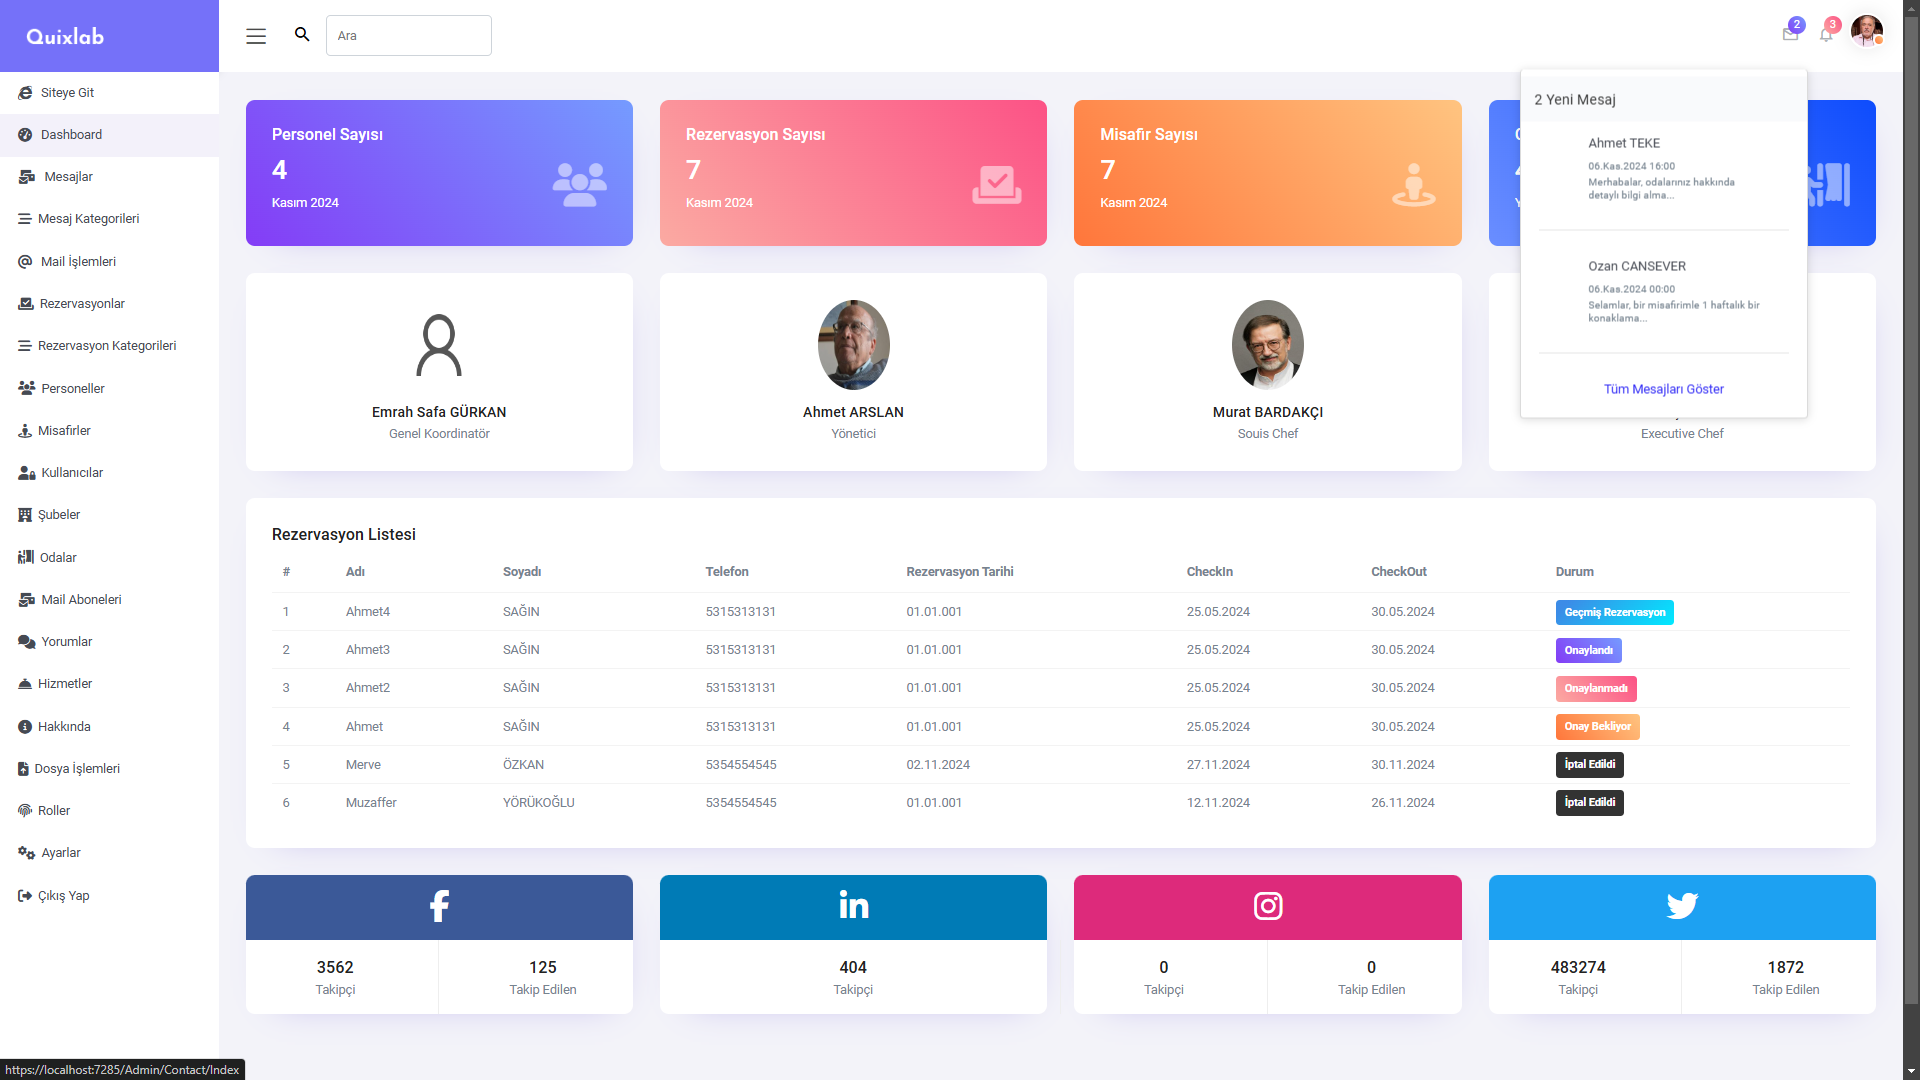 Quixlab
Ara
2
3
Siteye Git
Dashboard
Mesajlar
Mesaj Kategorileri
Mail İşlemleri
Rezervasyonlar
Rezervasyon Kategorileri
Personeller
Misafirler
Kullanıcılar
Şubeler
Odalar
Mail Aboneleri
Yorumlar
Hizmetler
Hakkında
Dosya İşlemleri
Roller
Ayarlar
Çıkış Yap
Personel Sayısı
4
Kasım 2024
Rezervasyon Sayısı
7
Kasım 2024
Misafir Sayısı
7
Kasım 2024
2 Yeni Mesaj
Ahmet TEKE
06.Kas.2024 16:00
Merhabalar, odalarınız hakkında
detaylı bilgi alma...
Ozan CANSEVER
06.Kas.2024 00:00
Selamlar, bir misafirimle 1 haftalık bir
konaklama...
Tüm Mesajları Göster
Emrah Safa GÜRKAN
Genel Koordinatör
Ahmet ARSLAN
Yönetici
Murat BARDAKÇI
Souis Chef
Executive Chef
Rezervasyon Listesi
# Adı Soyadı Telefon Rezervasyon Tarihi CheckIn CheckOut Durum
1 Ahmet4 SAĞIN 5315313131 01.01.001 25.05.2024 30.05.2024 Geçmiş Rezervasyon
2 Ahmet3 SAĞIN 5315313131 01.01.001 25.05.2024 30.05.2024 Onaylandı
3 Ahmet2 SAĞIN 5315313131 01.01.001 25.05.2024 30.05.2024 Onaylanmadı
4 Ahmet SAĞIN 5315313131 01.01.001 25.05.2024 30.05.2024 Onay Bekliyor
5 Merve ÖZKAN 5354554545 02.11.2024 27.11.2024 30.11.2024 İptal Edildi
6 Muzaffer YÖRÜKOĞLU 5354554545 01.01.001 12.11.2024 26.11.2024 İptal Edildi
3562 125
Takipçi Takip Edilen
404
Takipçi
0 0
Takipçi Takip Edilen
483274 1872
Takipçi Takip Edilen
https://localhost:7285/Admin/Contact/Index